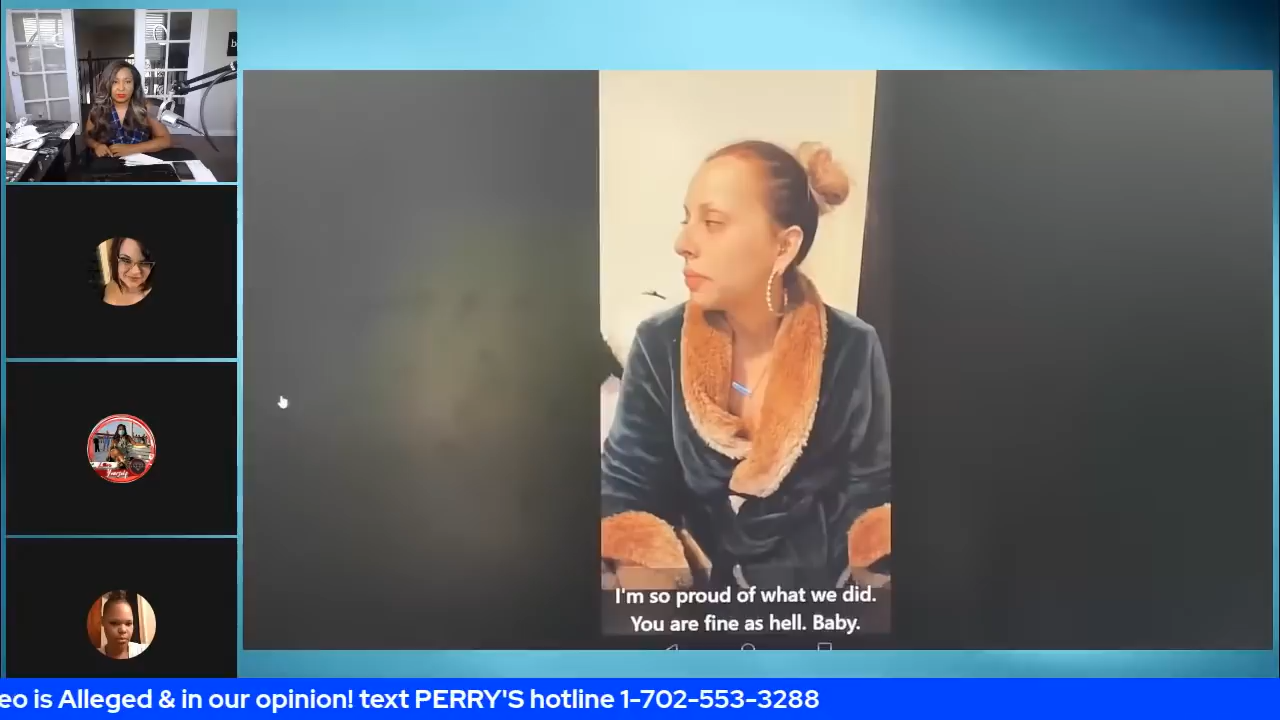 b
I'm so proud of what we did.
You are fine as hell. Baby.
eo is Alleged & in our opinion! text PERRY'S hotline 1-702-553-3288